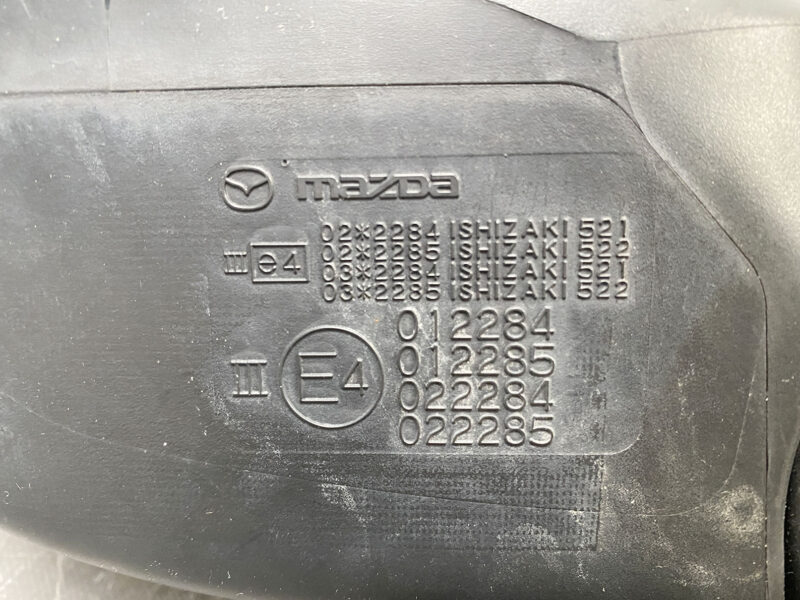 mazda
02*2284 ISHIZAKI 521
02*2285 ISHIZAKI 522
03*2284 ISHIZAKI 521
03*2285 ISHIZAKI 522
III e4
012284
012285
022284
022285
III E4